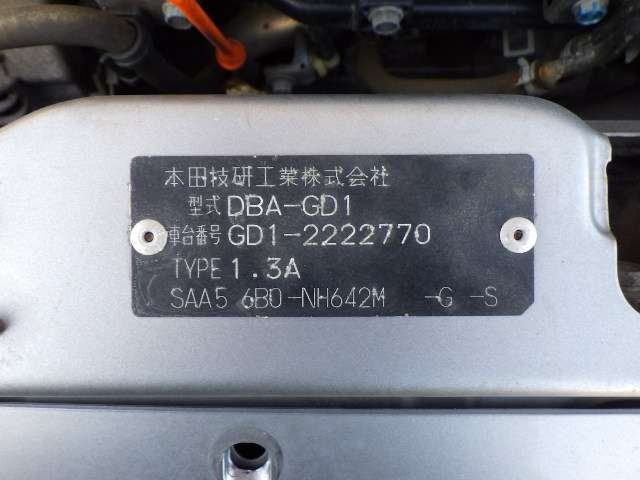 本田技研工業株式会社
型式 DBA-GD1
車台番号 GD1-2222770
TYPE 1.3A
SAA5 6B0-NH642M -G -S